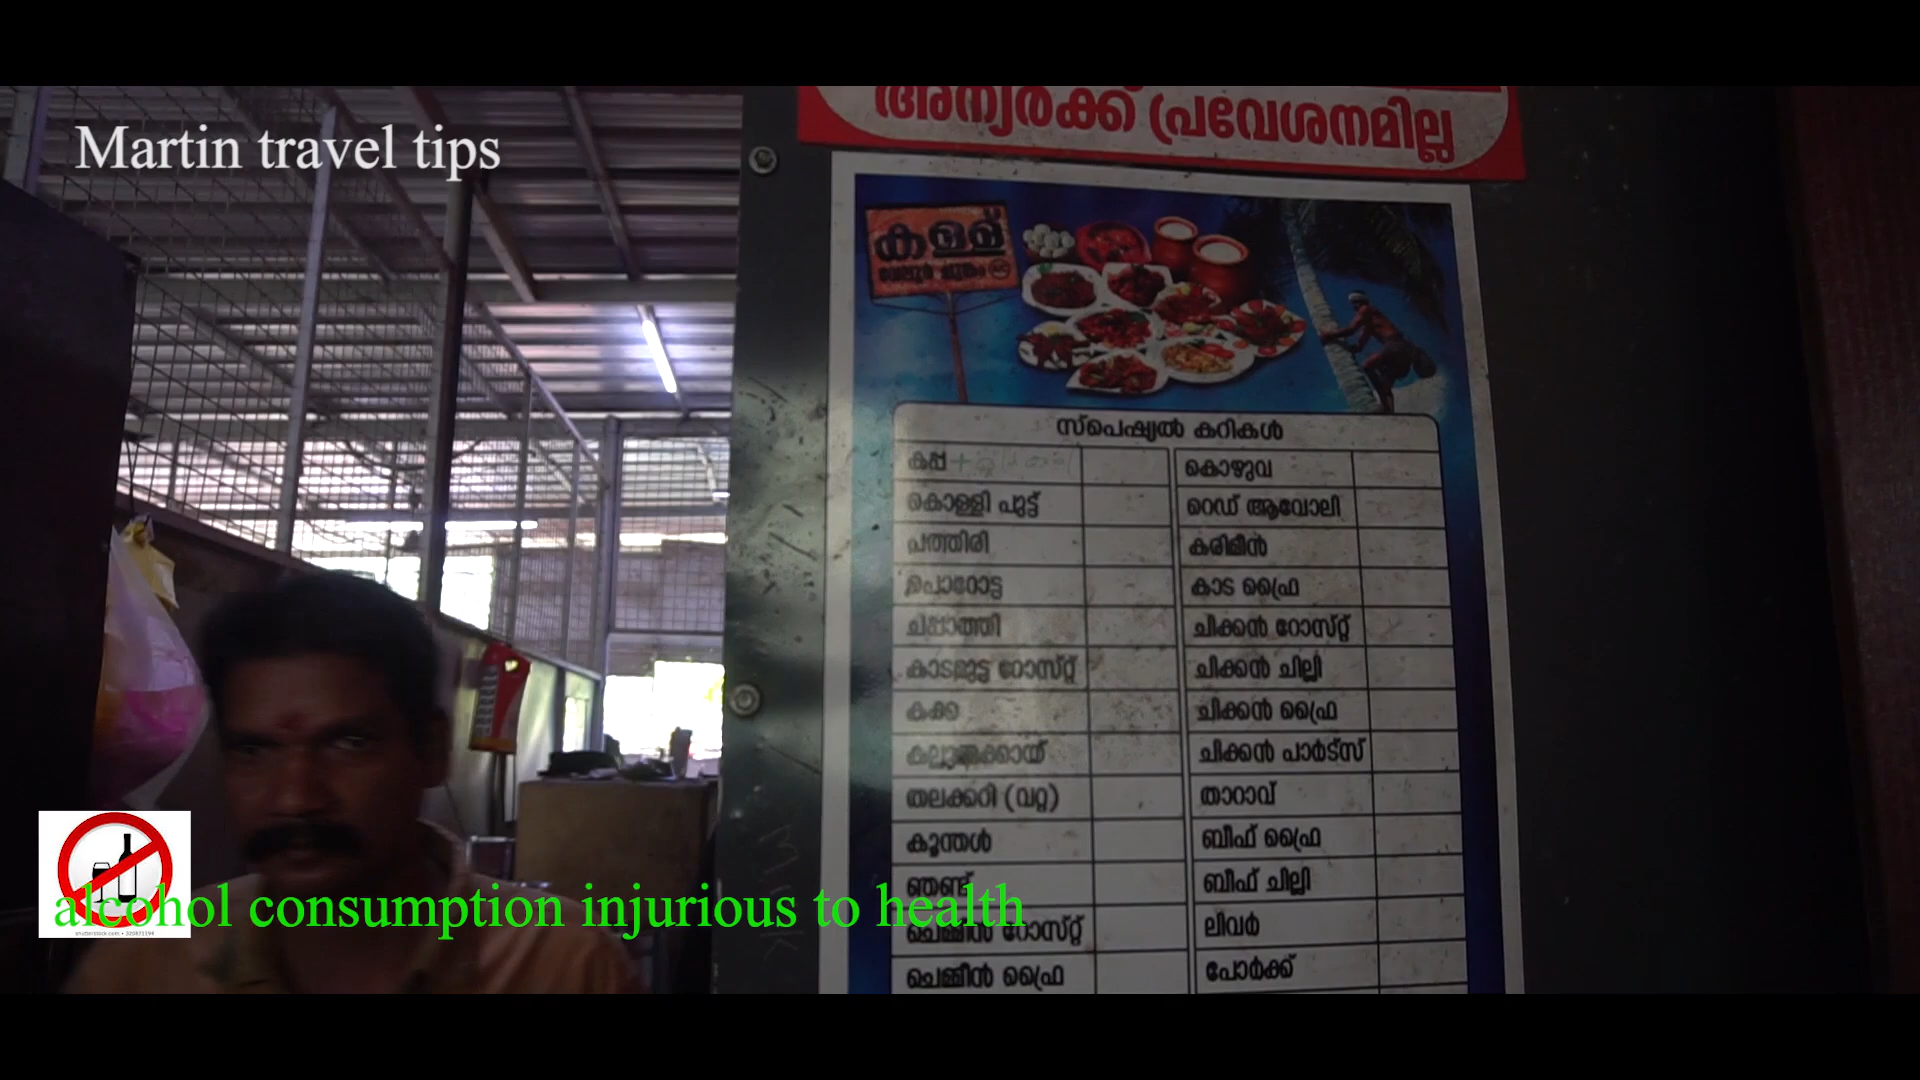 Martin travel tips
അന്യര്‍ക്ക് പ്രവേശനമില്ല
കള്ള്
സ്പെഷ്യൽ കറികൾ
കപ്പ +
കൊഴുവ
കൊള്ളി പുട്ട്
റെഡ് ആവോലി
പത്തിരി
കരിമീൻ
പൊറോട്ട
കാട ഫ്രൈ
ചപ്പാത്തി
ചിക്കൻ റോസ്റ്റ്
കാടമുട്ട റോസ്റ്റ്
ചിക്കൻ ചില്ലി
കക്ക
ചിക്കൻ ഫ്രൈ
കല്ലുമ്മക്കായ്
ചിക്കൻ പാർട്സ്
തലക്കറി (വറ്റ)
താറാവ്
കൂന്തൾ
ബീഫ് ഫ്രൈ
ഞണ്ട്
ബീഫ് ചില്ലി
ചെമ്മീൻ റോസ്റ്റ്
ലിവർ
ചെമ്മീൻ ഫ്രൈ
പോർക്ക്
alcohol consumption injurious to health